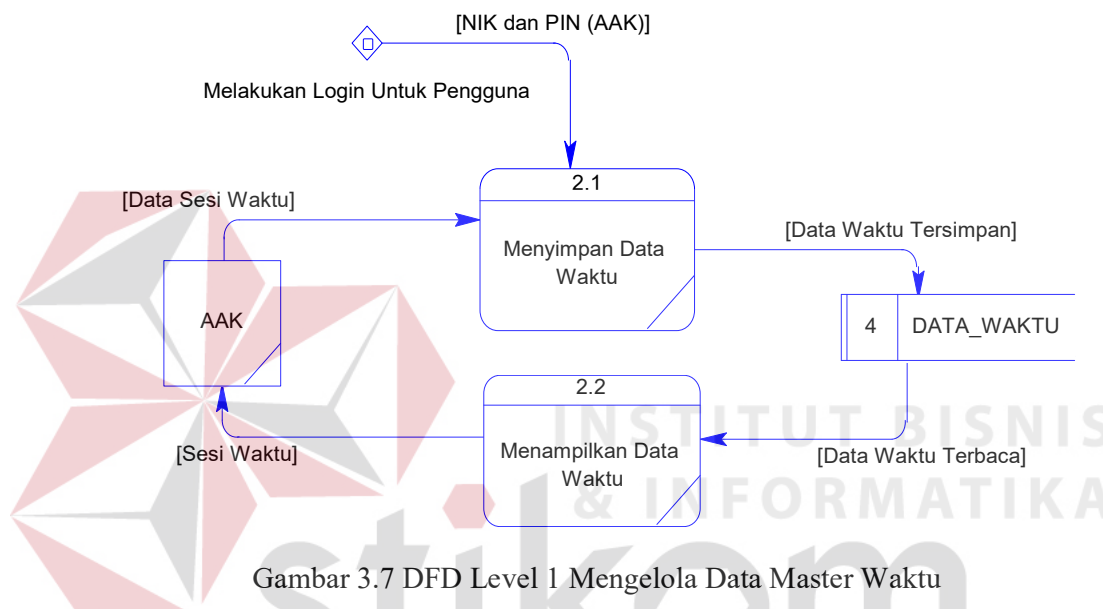 [NIK dan PIN (AAK)]
Melakukan Login Untuk Pengguna
2.1
[Data Sesi Waktu]
Menyimpan Data
Waktu
[Data Waktu Tersimpan]
AAK
4
DATA_WAKTU
2.2
Menampilkan Data
Waktu
[Sesi Waktu]
[Data Waktu Terbaca]
INSTITUT BISNIS
& INFORMATIKA
stikom
Gambar 3.7 DFD Level 1 Mengelola Data Master Waktu